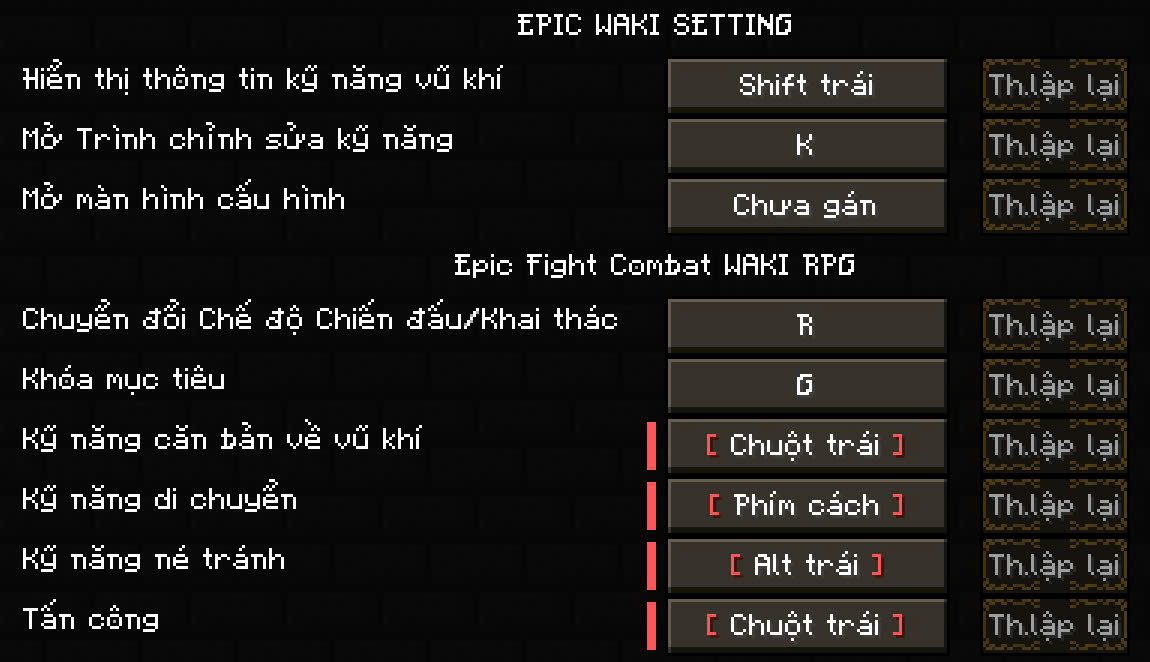 EPIC WAKI SETTING
Hiển thị thông tin kỹ năng vũ khí Shift trái Th.lập lại
Mở Trình chỉnh sửa kỹ năng K Th.lập lại
Mở màn hình cấu hình Chưa gán Th.lập lại
Epic Fight Combat WAKI RPG
Chuyển đổi Chế độ Chiến đấu/Khai thác R Th.lập lại
Khóa mục tiêu G Th.lập lại
Kỹ năng căn bản về vũ khí [ Chuột trái ] Th.lập lại
Kỹ năng di chuyển [ Phím cách ] Th.lập lại
Kỹ năng né tránh [ Alt trái ] Th.lập lại
Tấn công [ Chuột trái ] Th.lập lại